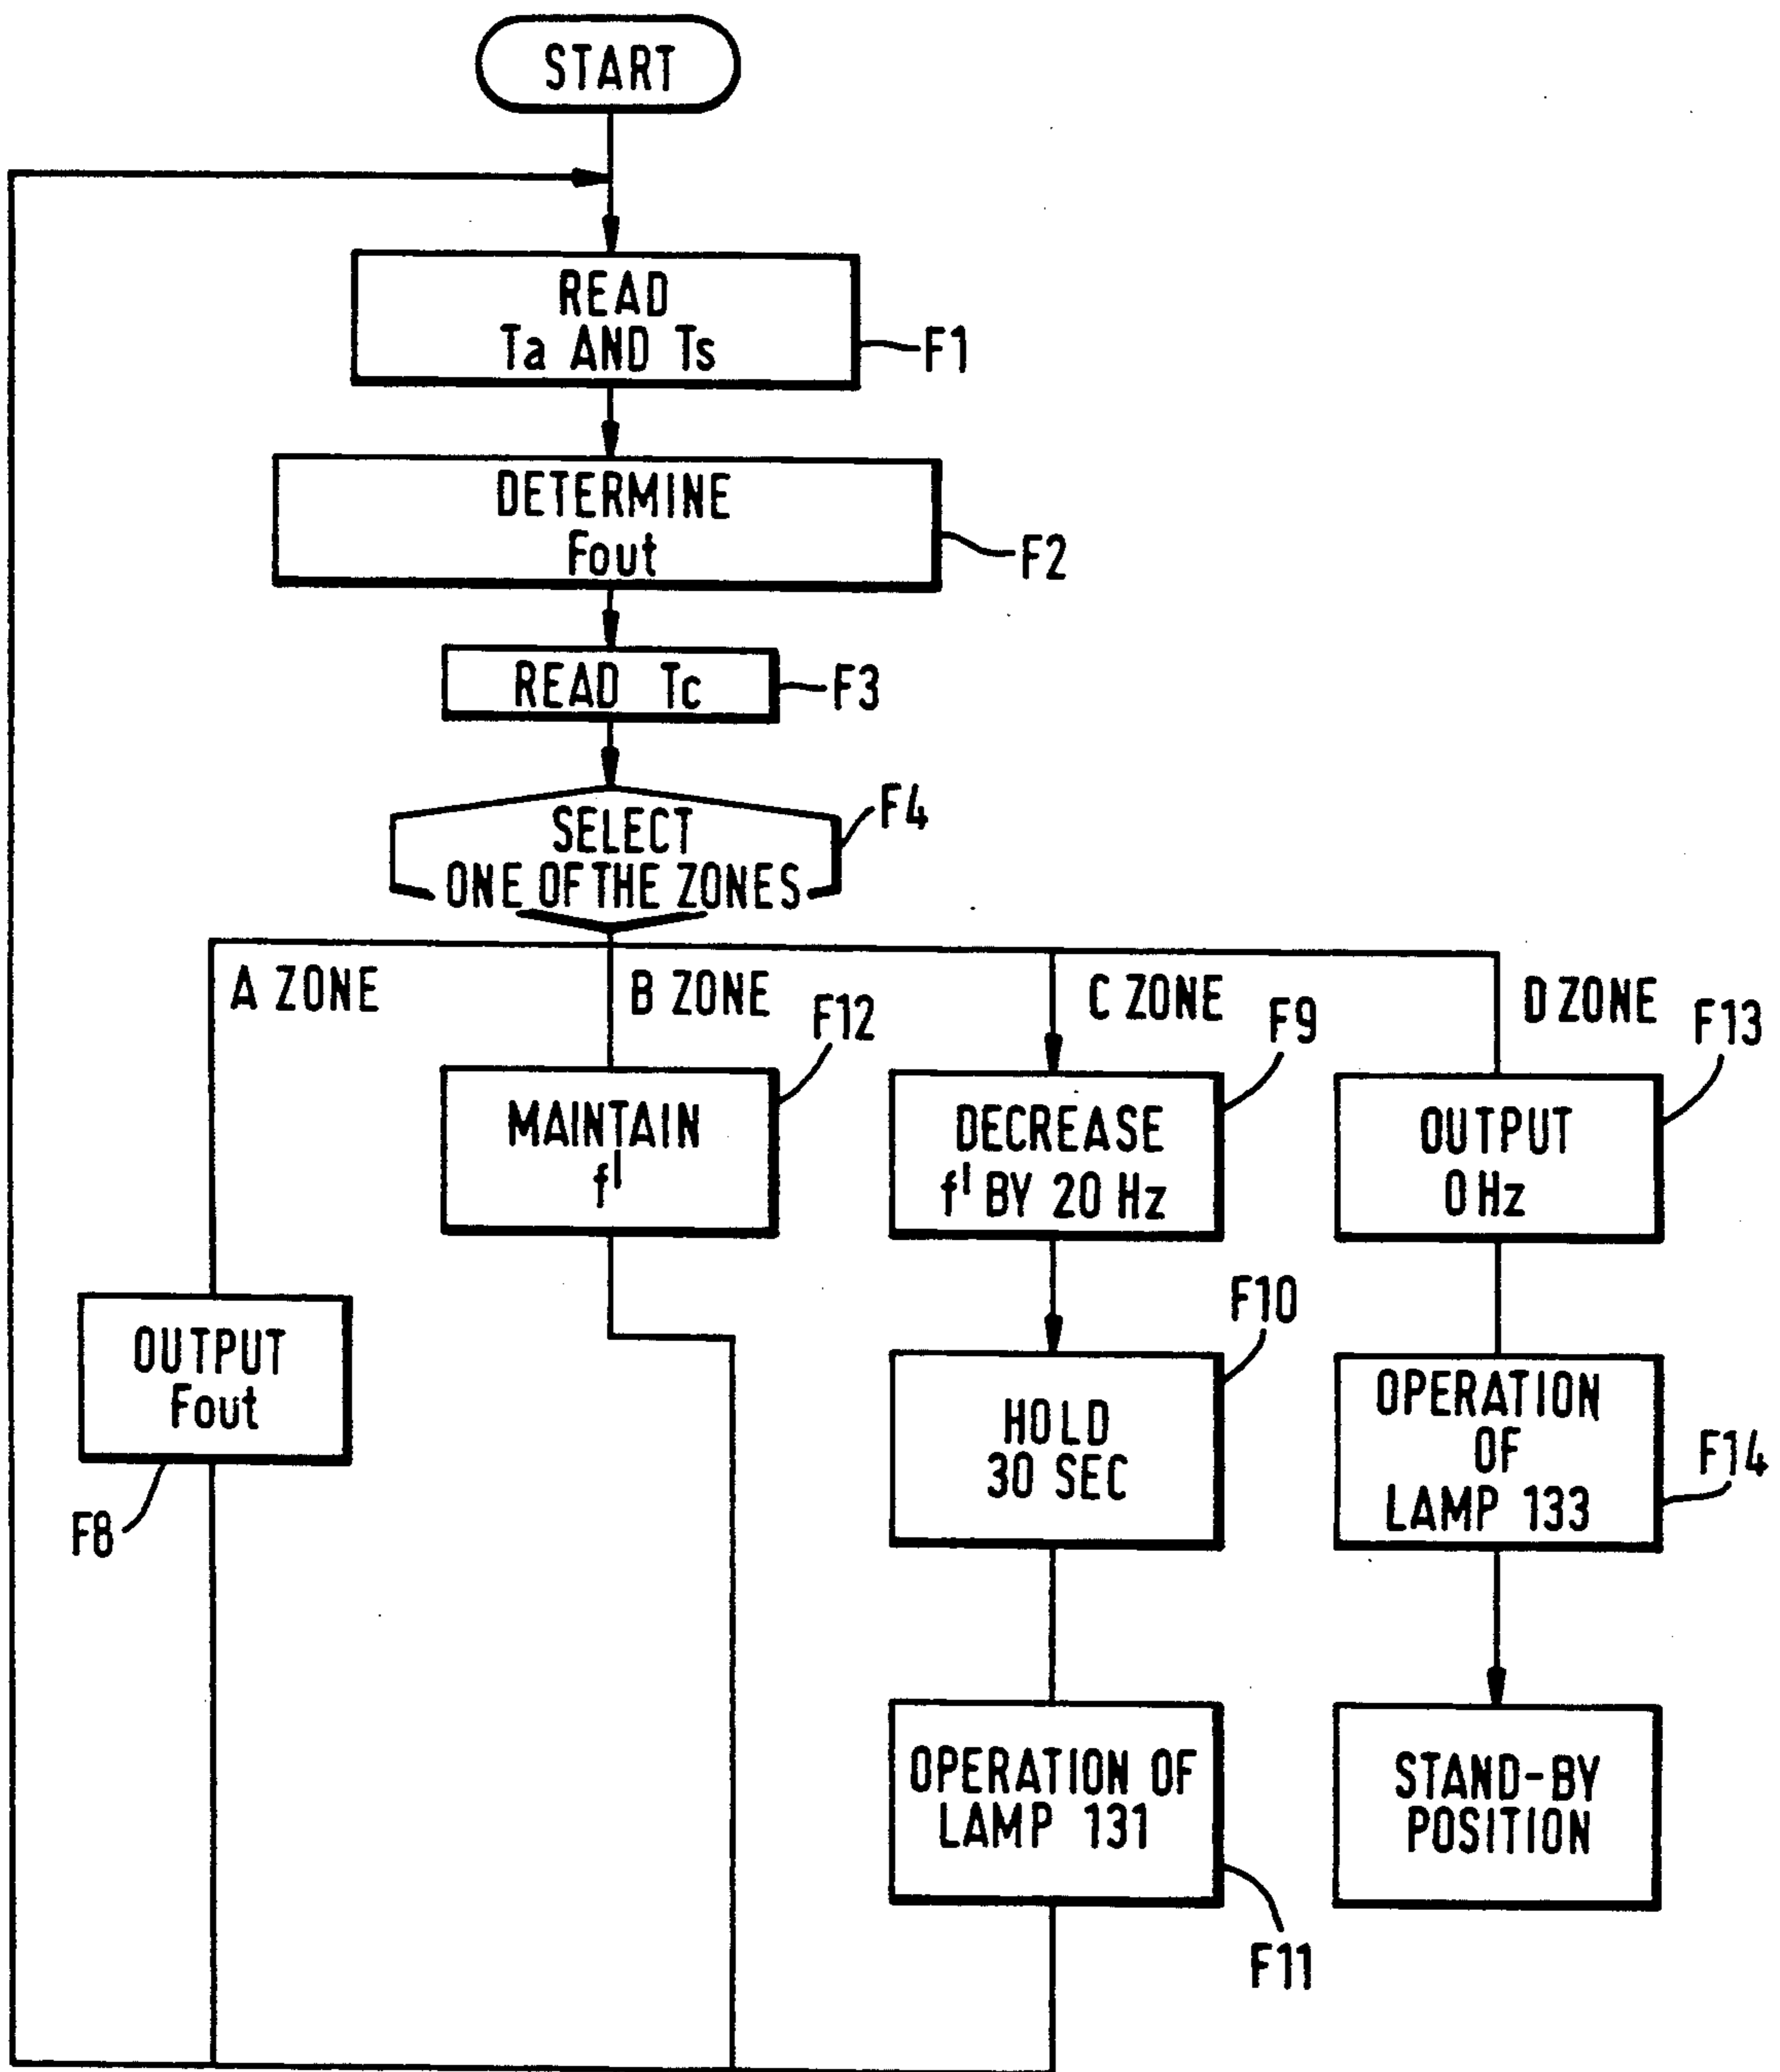 START
READ
Ta AND Ts
F1
DETERMINE
Fout
F2
READ Tc
F3
SELECT
ONE OF THE ZONES
F4
A ZONE
B ZONE
C ZONE
D ZONE
F12
F9
F13
MAINTAIN
f'
DECREASE
f' BY 20 Hz
OUTPUT
0 Hz
OUTPUT
Fout
F8
F10
HOLD
30 SEC
OPERATION
OF
LAMP 133
F14
OPERATION OF
LAMP 131
F11
STAND-BY
POSITION